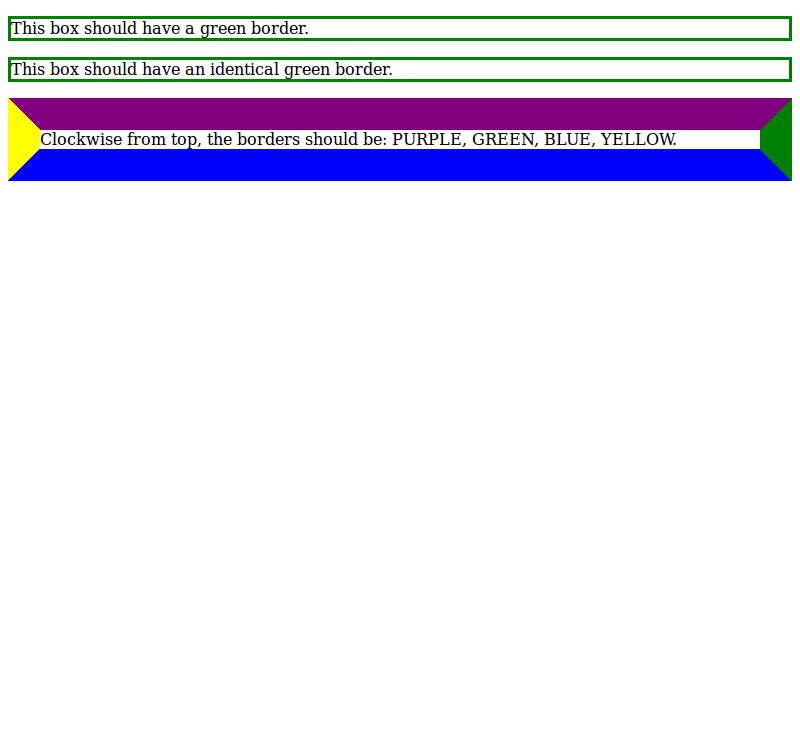 This box should have a green border.
This box should have an identical green border.
Clockwise from top, the borders should be: PURPLE, GREEN, BLUE, YELLOW.